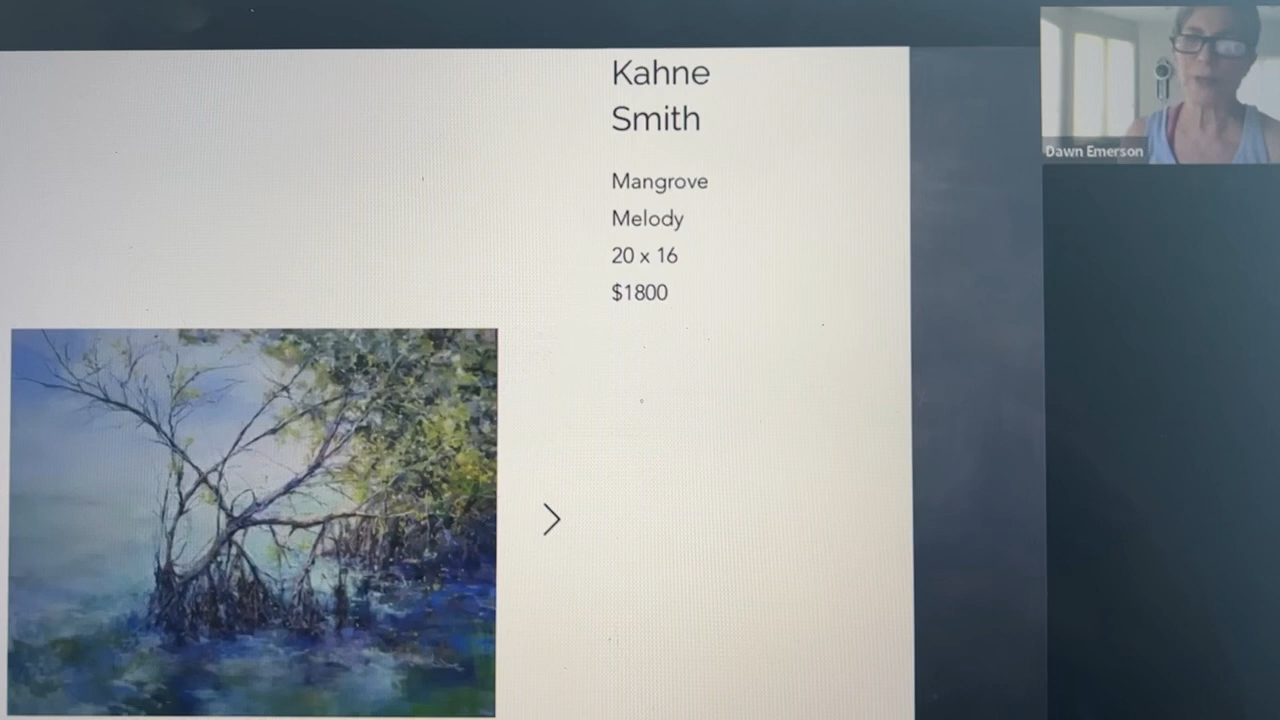 Kahne
Smith
Mangrove
Melody
20 x 16
$1800
Dawn Emerson